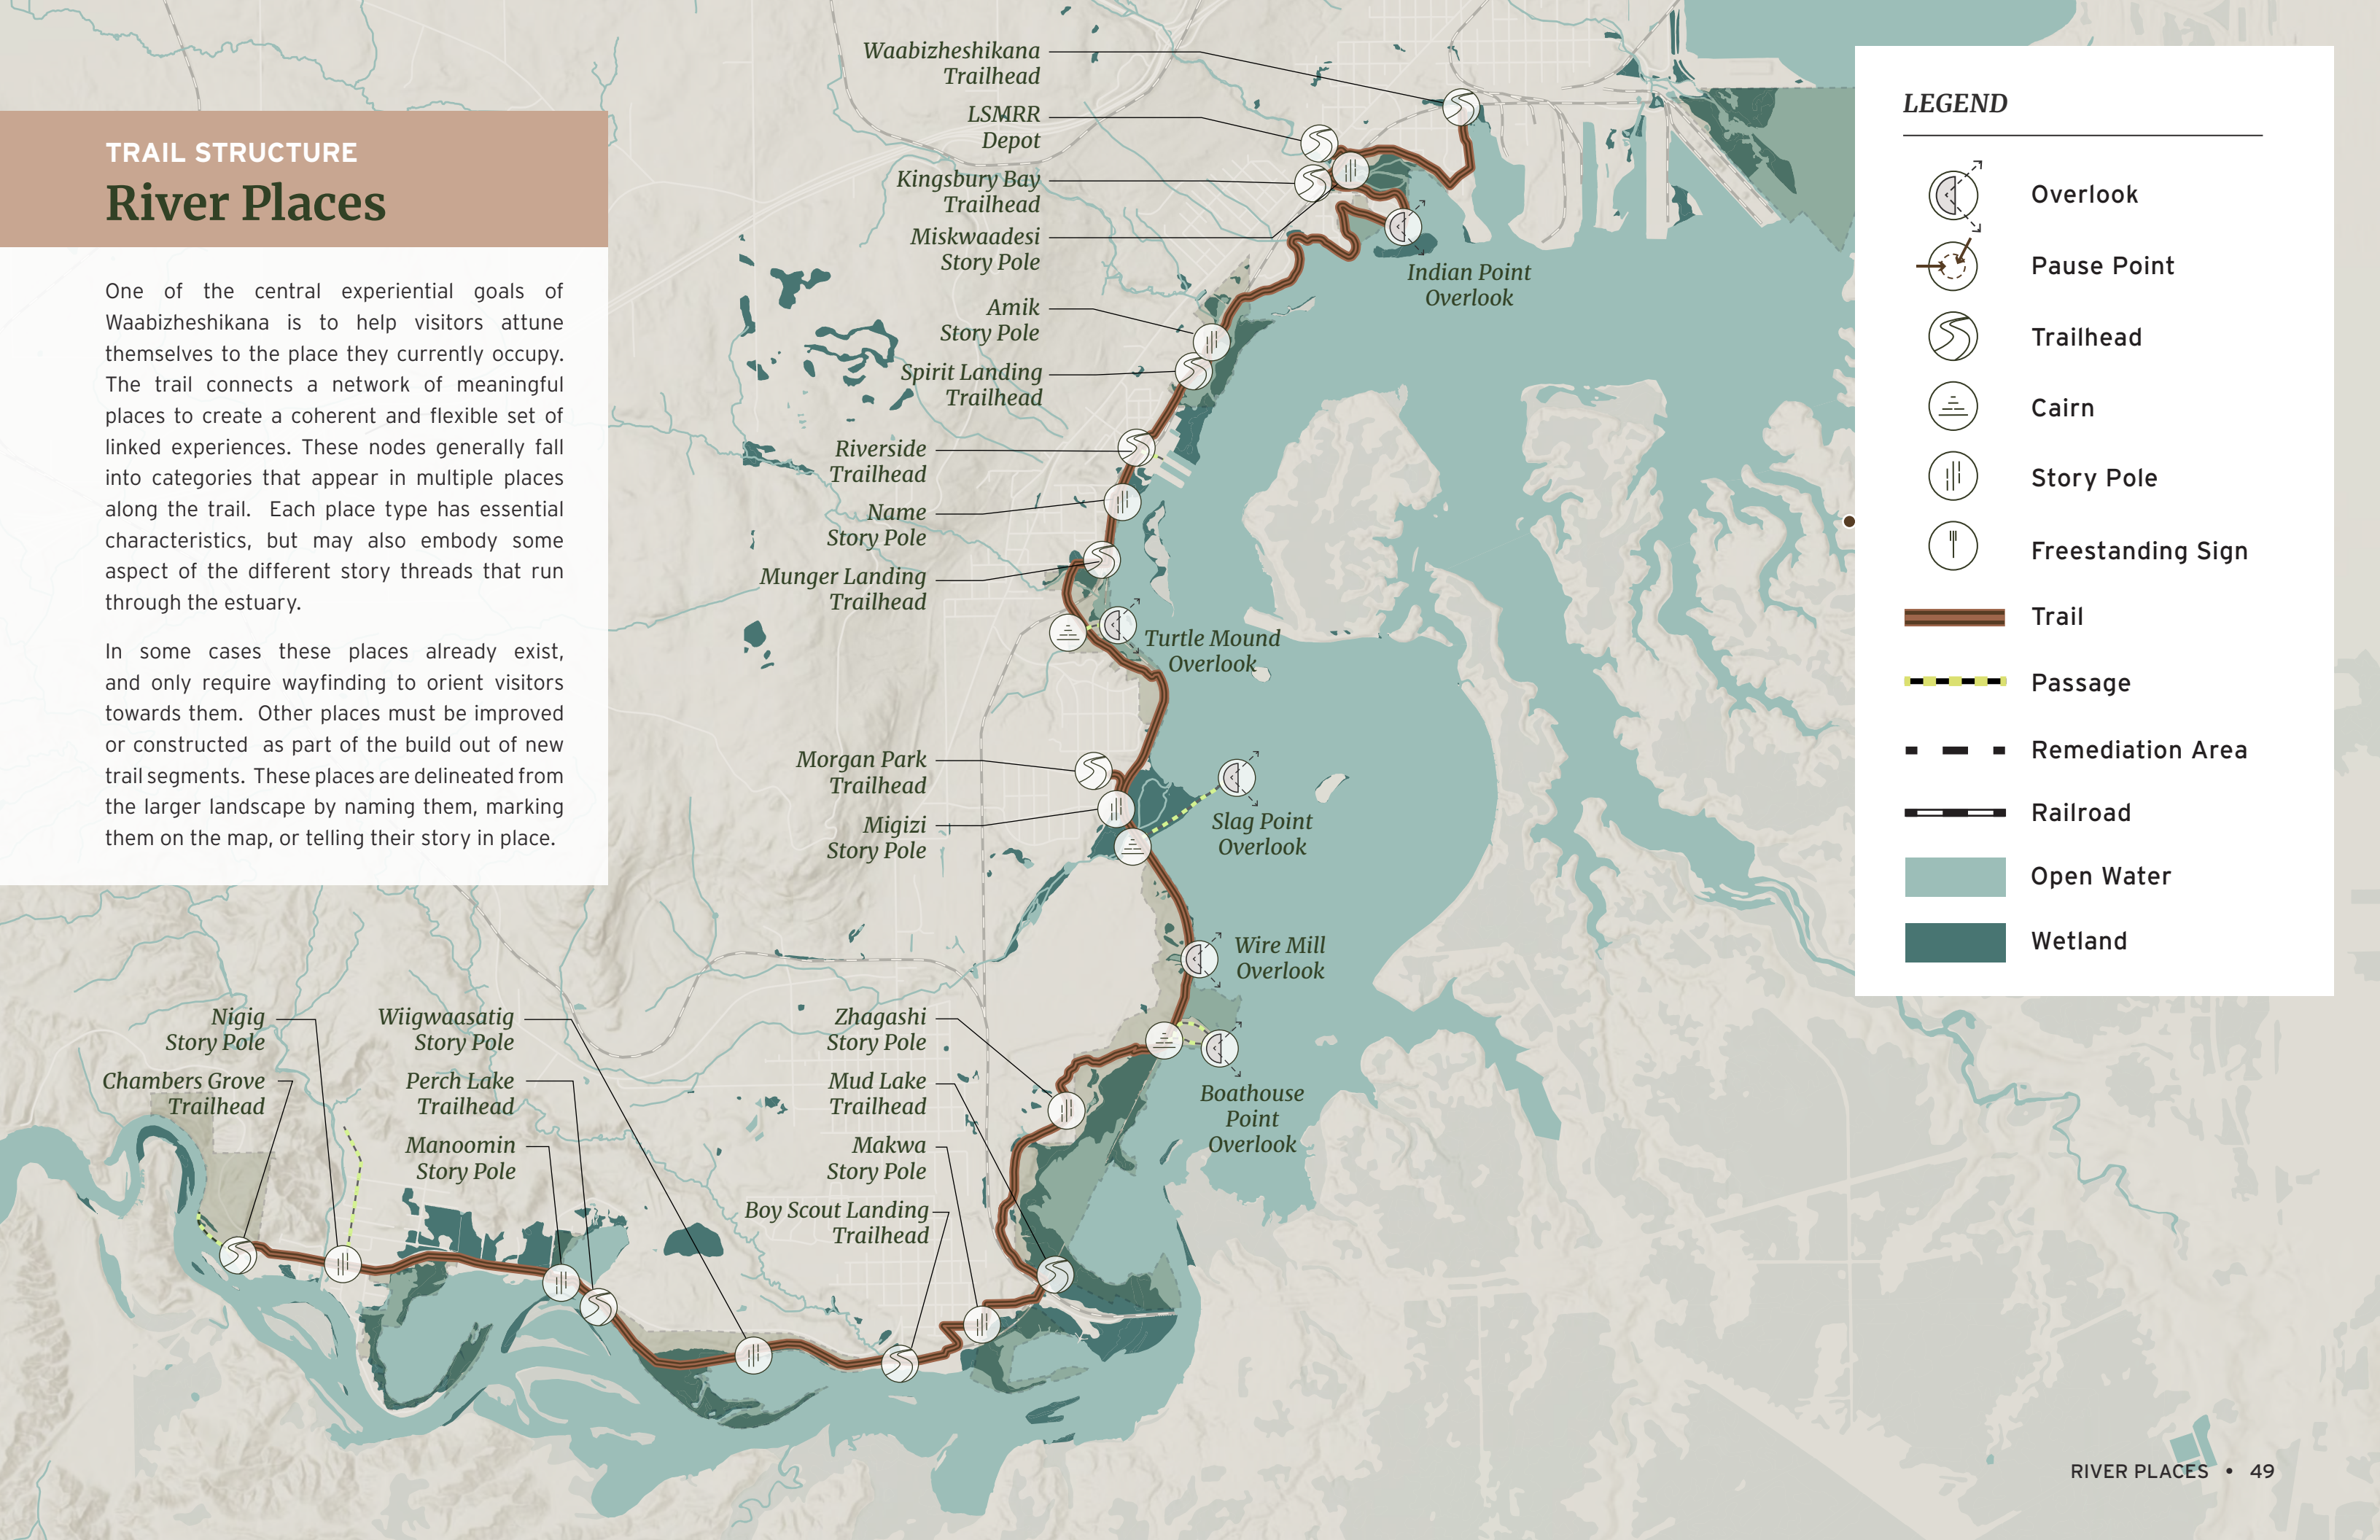 TRAIL STRUCTURE
River Places
One of the central experiential goals of
Waabizheshikana is to help visitors attune
themselves to the place they currently occupy.
The trail connects a network of meaningful
places to create a coherent and flexible set of
linked experiences. These nodes generally fall
into categories that appear in multiple places
along the trail. Each place type has essential
characteristics, but may also embody some
aspect of the different story threads that run
through the estuary.
In some cases these places already exist,
and only require wayfinding to orient visitors
towards them. Other places must be improved
or constructed as part of the build out of new
trail segments. These places are delineated from
the larger landscape by naming them, marking
them on the map, or telling their story in place.
Waabizheshikana
Trailhead
LSMRR
Depot
Kingsbury Bay
Trailhead
Miskwaadesi
Story Pole
Indian Point
Overlook
Amik
Story Pole
Spirit Landing
Trailhead
Riverside
Trailhead
Name
Story Pole
Munger Landing
Trailhead
Turtle Mound
Overlook
Morgan Park
Trailhead
Migizi
Story Pole
Slag Point
Overlook
Wire Mill
Overlook
Boathouse
Point
Overlook
Nigig
Story Pole
Chambers Grove
Trailhead
Wiigwaasatig
Story Pole
Perch Lake
Trailhead
Manoomin
Story Pole
Zhagashi
Story Pole
Mud Lake
Trailhead
Makwa
Story Pole
Boy Scout Landing
Trailhead
LEGEND
Overlook
Pause Point
Trailhead
Cairn
Story Pole
Freestanding Sign
Trail
Passage
Remediation Area
Railroad
Open Water
Wetland
RIVER PLACES • 49